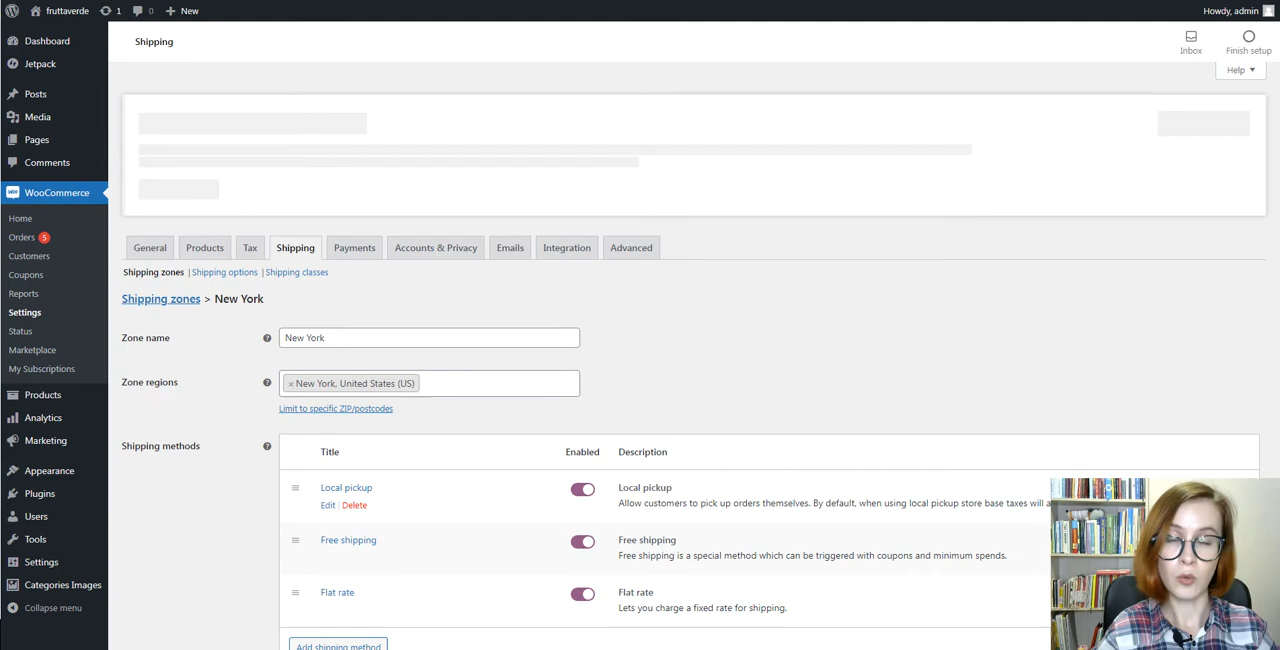 fruttaverde 1 0 New Howdy, admin
Dashboard
Jetpack
Posts
Media
Pages
Comments
WooCommerce
Home
Orders 5
Customers
Coupons
Reports
Settings
Status
Marketplace
My Subscriptions
Products
Analytics
Marketing
Appearance
Plugins
Users
Tools
Settings
Categories Images
Collapse menu
Shipping
Inbox
Finish setup
Help
General Products Tax Shipping Payments Accounts & Privacy Emails Integration Advanced
Shipping zones | Shipping options | Shipping classes
Shipping zones > New York
Zone name
New York
Zone regions
× New York, United States (US)
Limit to specific ZIP/postcodes
Shipping methods
Title Enabled Description
Local pickup Local pickup
Edit | Delete Allow customers to pick up orders themselves. By default, when using local pickup store base taxes will a
Free shipping Free shipping
Free shipping is a special method which can be triggered with coupons and minimum spends.
Flat rate Flat rate
Lets you charge a fixed rate for shipping.
Add shipping method